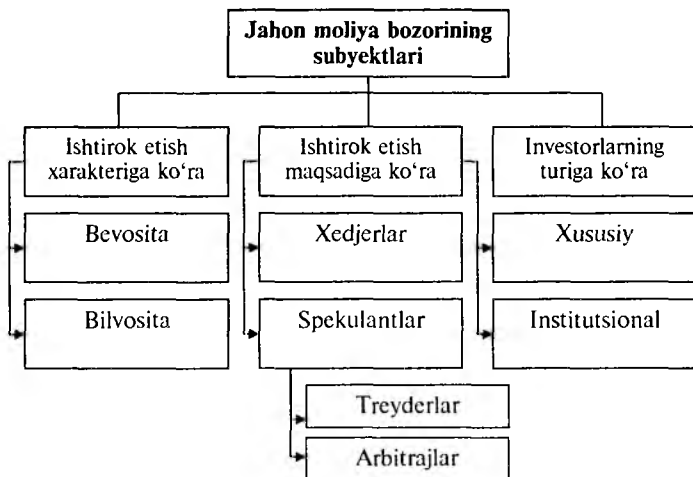 Jahon moliya bozorining
subyektlari
Ishtirok etish
xarakteriga ko‘ra
Ishtirok etish
maqsadiga ko‘ra
Investorlarning
turiga ko‘ra
Bevosita
Xedjerlar
Xususiy
Bilvosita
Spekulantlar
Institutsional
Treyderlar
Arbitrajlar